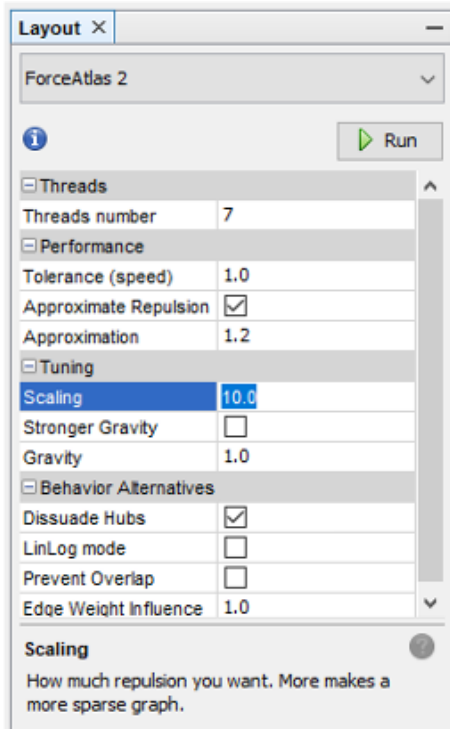 Layout
ForceAtlas 2
Run
Threads
Threads number 7
Performance
Tolerance (speed) 1.0
Approximate Repulsion
Approximation 1.2
Tuning
Scaling 10.0
Stronger Gravity
Gravity 1.0
Behavior Alternatives
Dissuade Hubs
LinLog mode
Prevent Overlap
Edge Weight Influence 1.0
Scaling
How much repulsion you want. More makes a
more sparse graph.